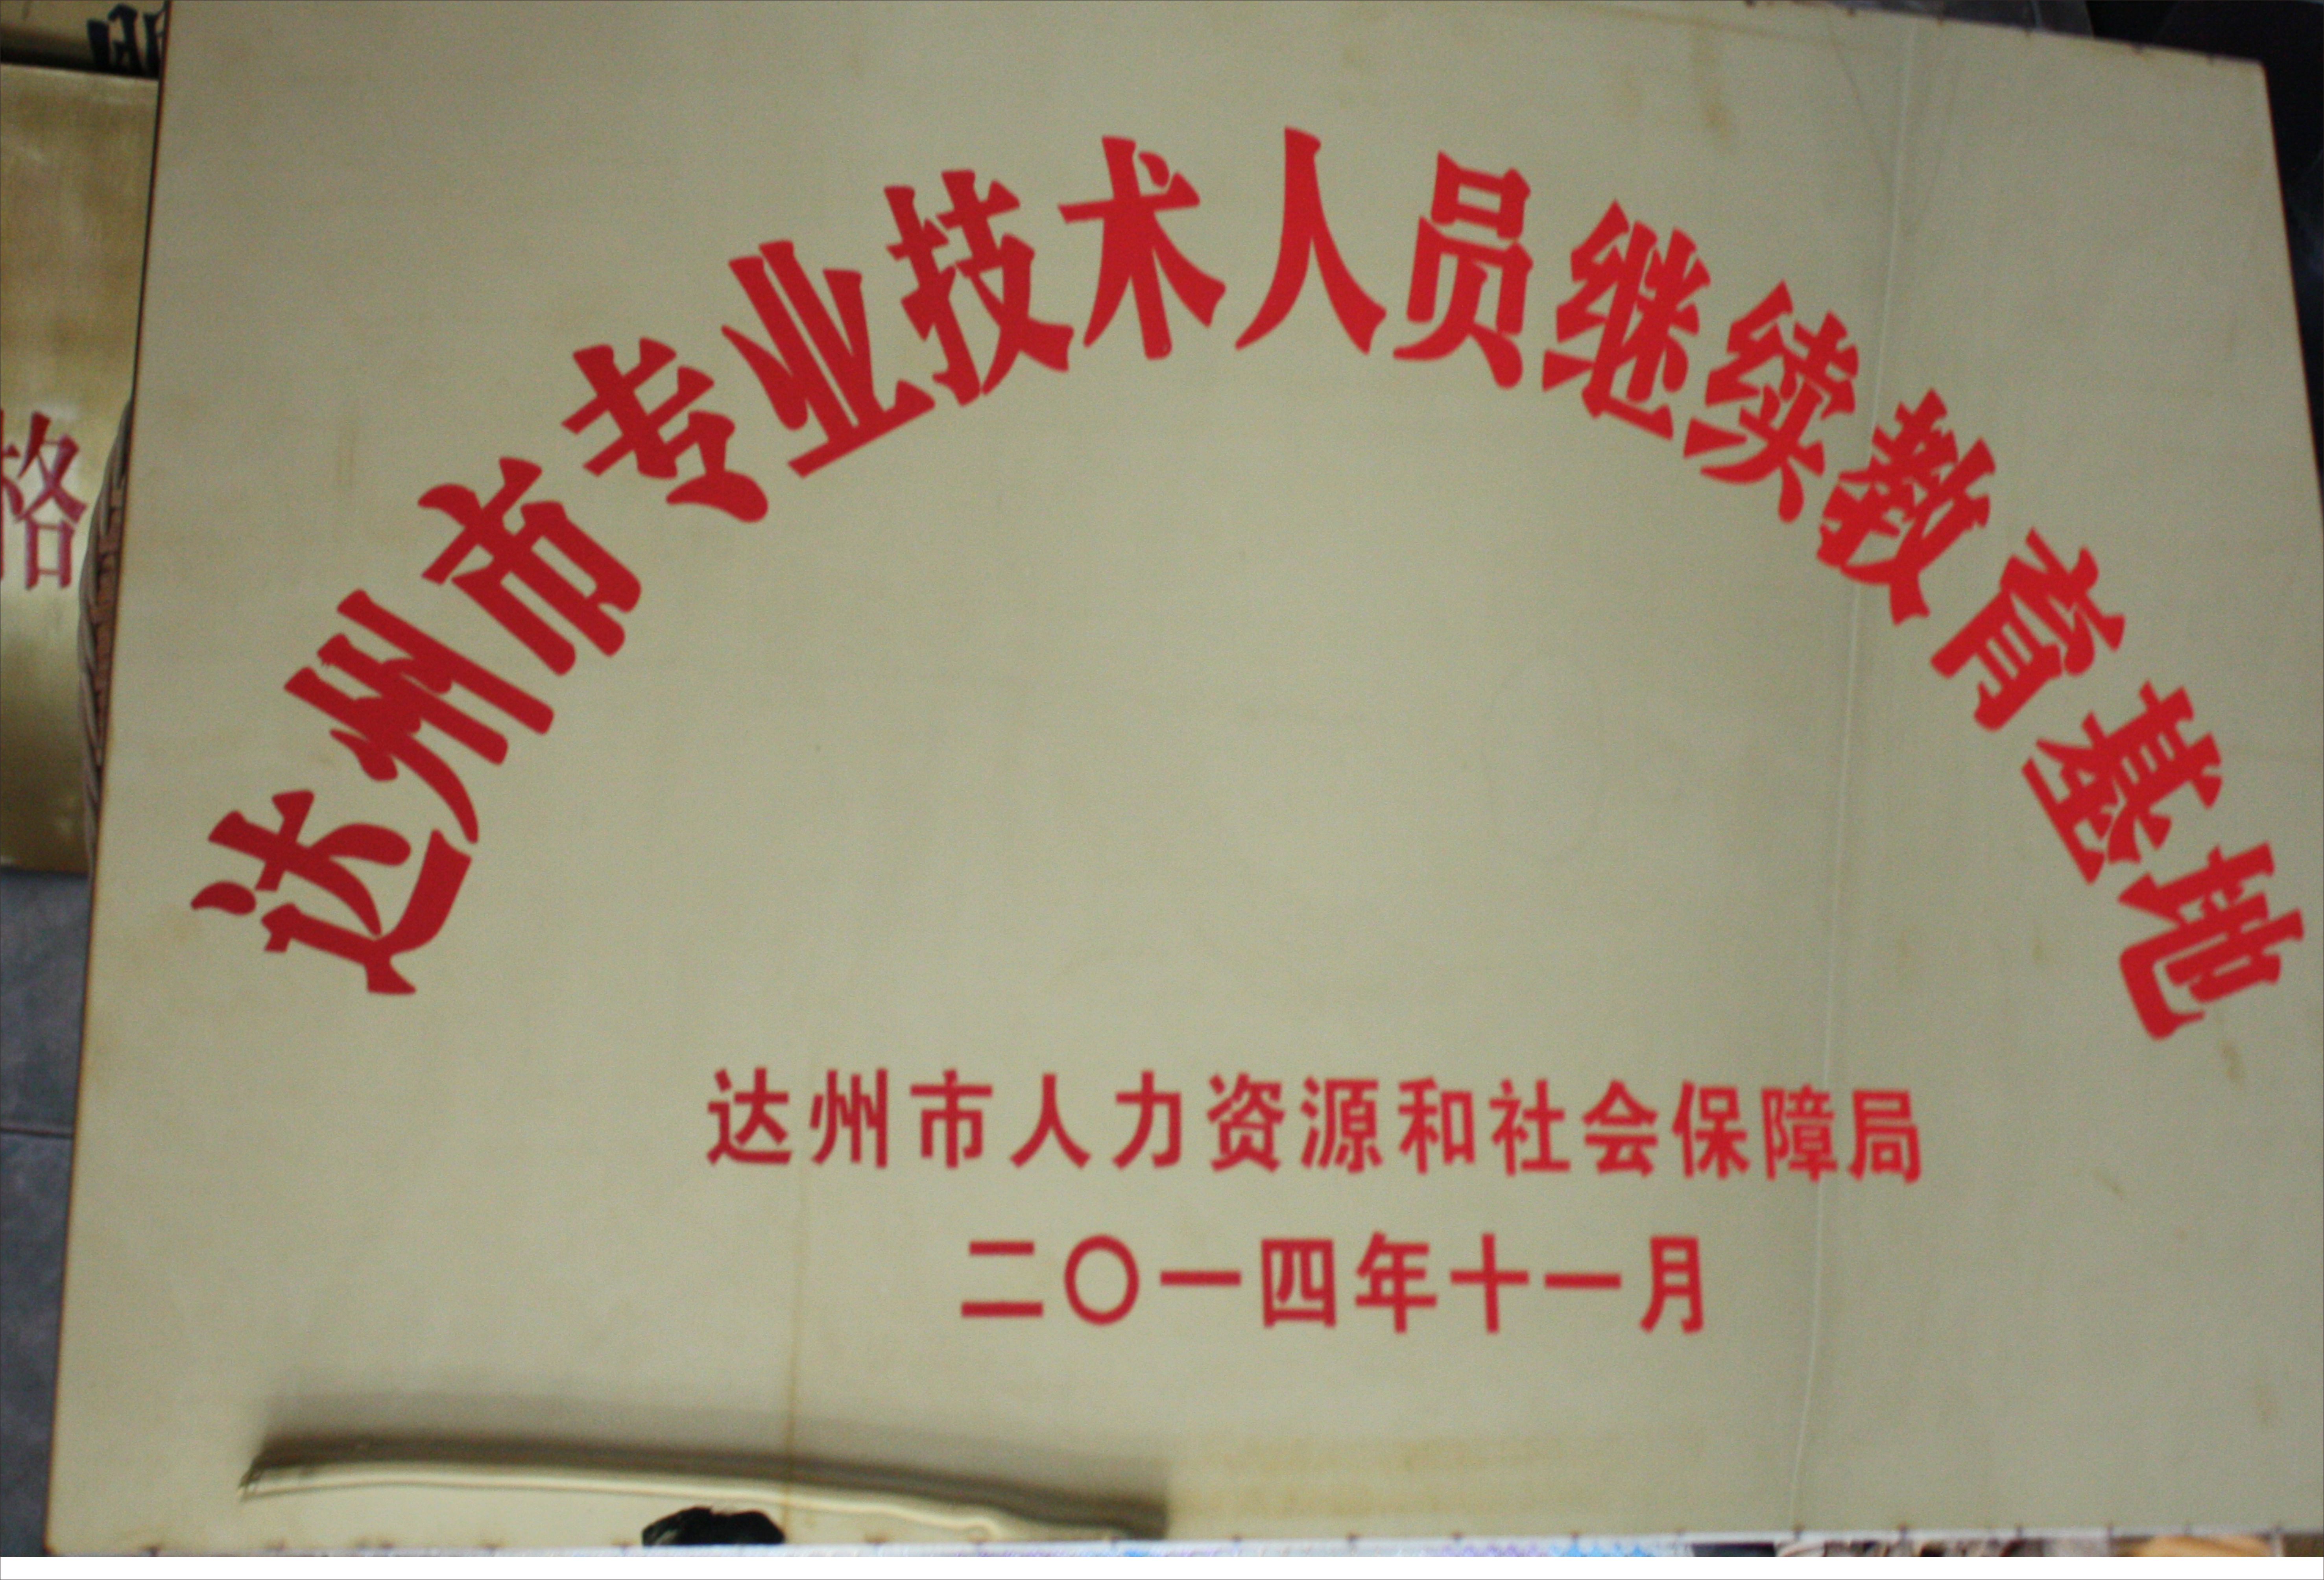 达州市专业技术人员继续教育基地
达州市人力资源和社会保障局
二〇一四年十一月
格